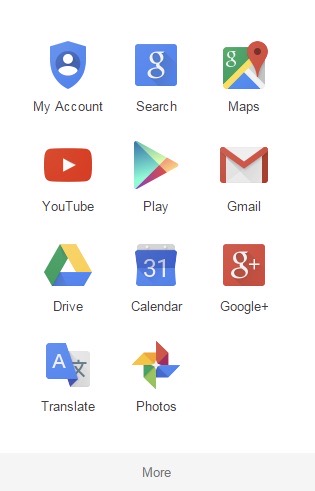 My Account Search Maps
g
YouTube Play Gmail
31 g+
Drive Calendar Google+
A 文
Translate Photos
More